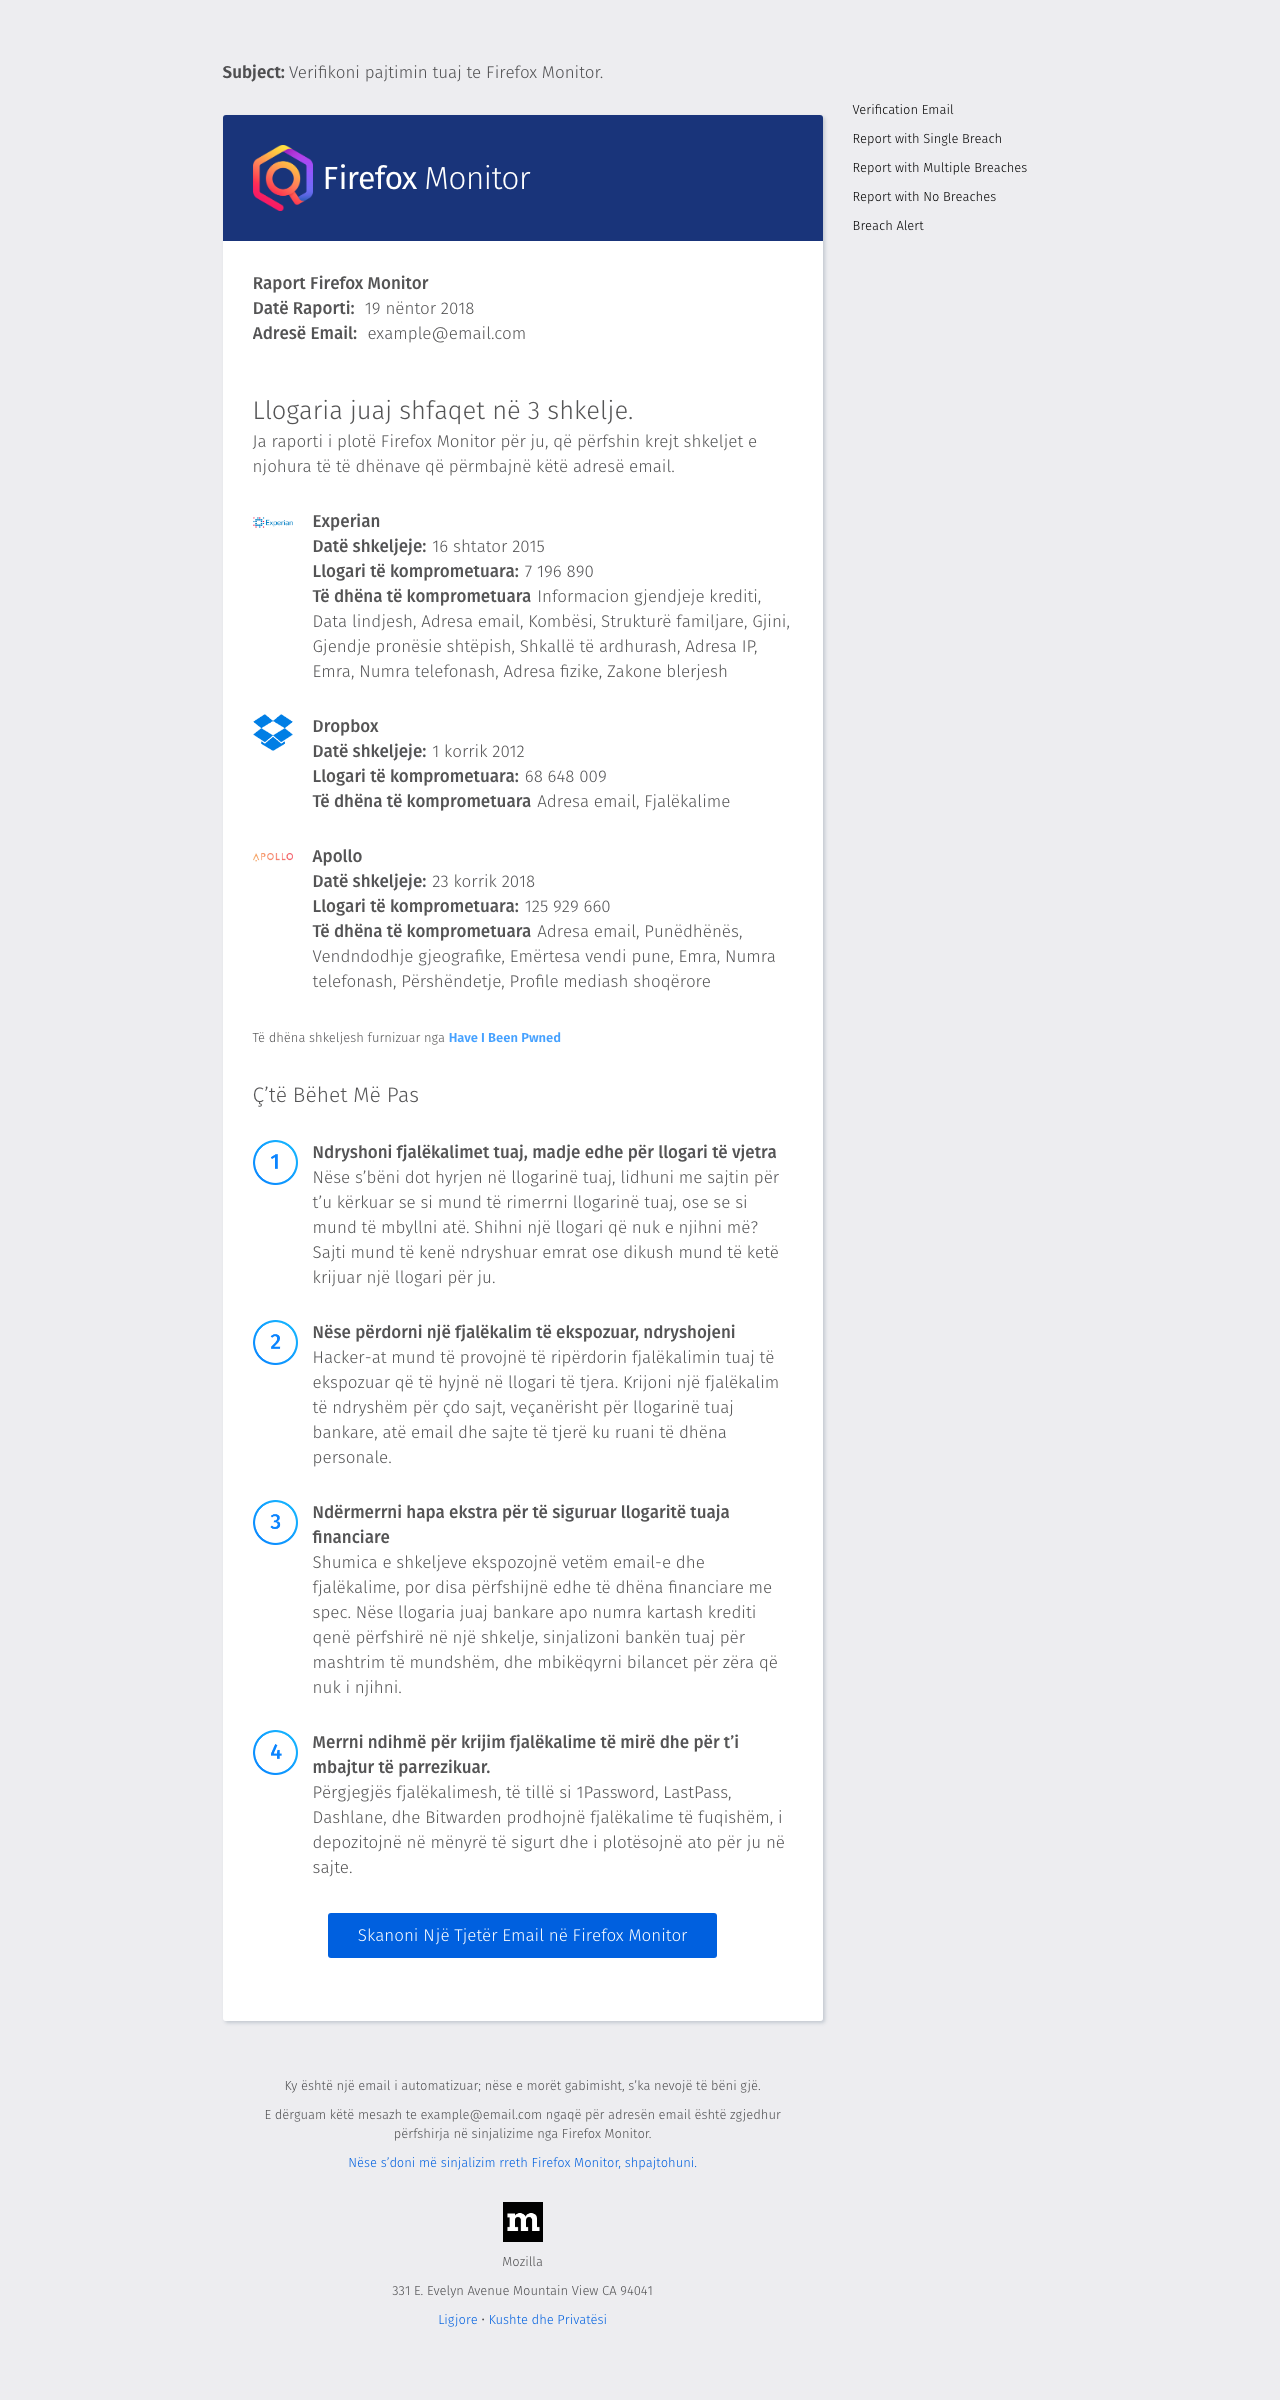 Subject: Verifikoni pajtimin tuaj te Firefox Monitor.
Verification Email
Report with Single Breach
Report with Multiple Breaches
Report with No Breaches
Breach Alert
Firefox Monitor
Raport Firefox Monitor
Datë Raporti: 19 nëntor 2018
Adresë Email: example@email.com
Llogaria juaj shfaqet në 3 shkelje.
Ja raporti i plotë Firefox Monitor për ju, që përfshin krejt shkeljet e
njohura të të dhënave që përmbajnë këtë adresë email.
Experian
Experian
Datë shkeljeje: 16 shtator 2015
Llogari të komprometuara: 7 196 890
Të dhëna të komprometuara Informacion gjendjeje krediti,
Data lindjesh, Adresa email, Kombësi, Strukturë familjare, Gjini,
Gjendje pronësie shtëpish, Shkallë të ardhurash, Adresa IP,
Emra, Numra telefonash, Adresa fizike, Zakone blerjesh
Dropbox
Datë shkeljeje: 1 korrik 2012
Llogari të komprometuara: 68 648 009
Të dhëna të komprometuara Adresa email, Fjalëkalime
APOLLO
Apollo
Datë shkeljeje: 23 korrik 2018
Llogari të komprometuara: 125 929 660
Të dhëna të komprometuara Adresa email, Punëdhënës,
Vendndodhje gjeografike, Emërtesa vendi pune, Emra, Numra
telefonash, Përshëndetje, Profile mediash shoqërore
Të dhëna shkeljesh furnizuar nga Have I Been Pwned
Ç’të Bëhet Më Pas
1
Ndryshoni fjalëkalimet tuaj, madje edhe për llogari të vjetra
Nëse s’bëni dot hyrjen në llogarinë tuaj, lidhuni me sajtin për
t’u kërkuar se si mund të rimerrni llogarinë tuaj, ose se si
mund të mbyllni atë. Shihni një llogari që nuk e njihni më?
Sajti mund të kenë ndryshuar emrat ose dikush mund të ketë
krijuar një llogari për ju.
2
Nëse përdorni një fjalëkalim të ekspozuar, ndryshojeni
Hacker-at mund të provojnë të ripërdorin fjalëkalimin tuaj të
ekspozuar që të hyjnë në llogari të tjera. Krijoni një fjalëkalim
të ndryshëm për çdo sajt, veçanërisht për llogarinë tuaj
bankare, atë email dhe sajte të tjerë ku ruani të dhëna
personale.
3
Ndërmerrni hapa ekstra për të siguruar llogaritë tuaja
financiare
Shumica e shkeljeve ekspozojnë vetëm email-e dhe
fjalëkalime, por disa përfshijnë edhe të dhëna financiare me
spec. Nëse llogaria juaj bankare apo numra kartash krediti
qenë përfshirë në një shkelje, sinjalizoni bankën tuaj për
mashtrim të mundshëm, dhe mbikëqyrni bilancet për zëra që
nuk i njihni.
4
Merrni ndihmë për krijim fjalëkalime të mirë dhe për t’i
mbajtur të parrezikuar.
Përgjegjës fjalëkalimesh, të tillë si 1Password, LastPass,
Dashlane, dhe Bitwarden prodhojnë fjalëkalime të fuqishëm, i
depozitojnë në mënyrë të sigurt dhe i plotësojnë ato për ju në
sajte.
Skanoni Një Tjetër Email në Firefox Monitor
Ky është një email i automatizuar; nëse e morët gabimisht, s’ka nevojë të bëni gjë.
E dërguam këtë mesazh te example@email.com ngaqë për adresën email është zgjedhur
përfshirja në sinjalizime nga Firefox Monitor.
Nëse s’doni më sinjalizim rreth Firefox Monitor, shpajtohuni.
m
Mozilla
331 E. Evelyn Avenue Mountain View CA 94041
Ligjore · Kushte dhe Privatësi